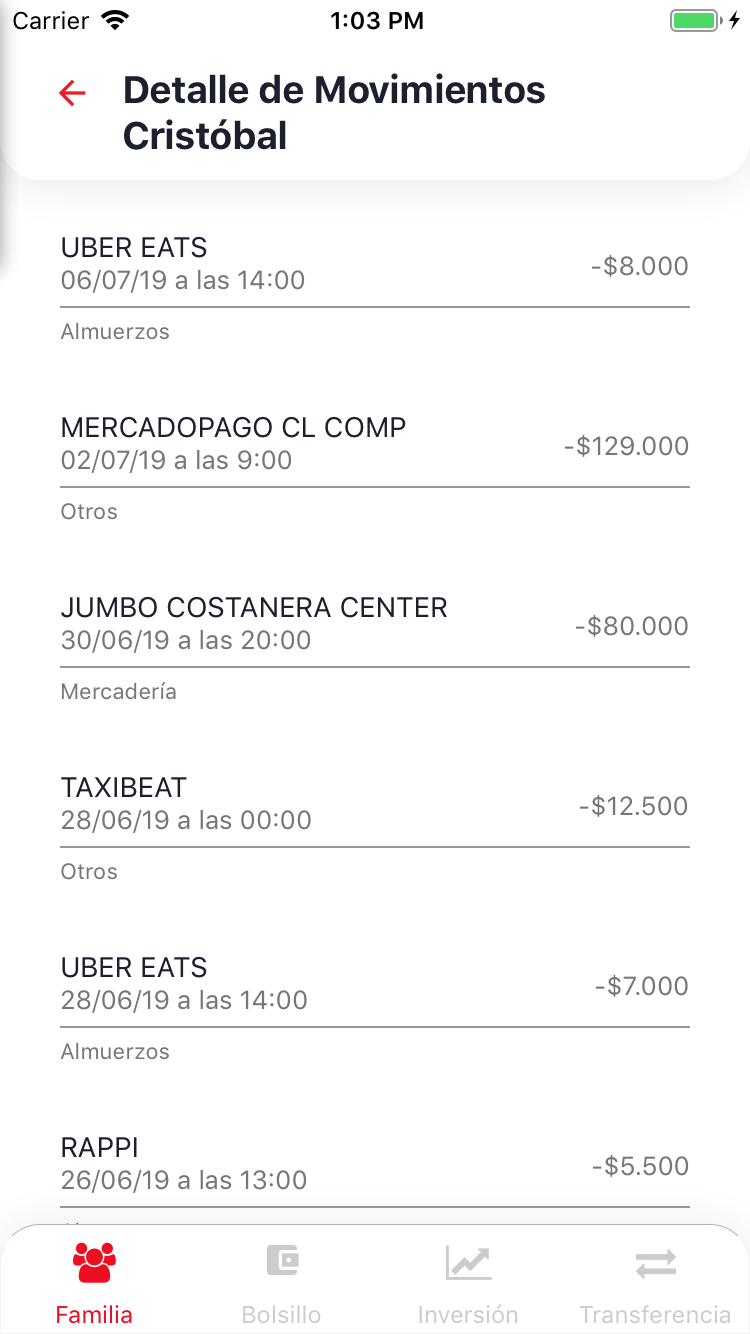 Carrier 1:03 PM
Detalle de Movimientos
Cristóbal
UBER EATS
06/07/19 a las 14:00
-$8.000
Almuerzos
MERCADOPAGO CL COMP
02/07/19 a las 9:00
-$129.000
Otros
JUMBO COSTANERA CENTER
30/06/19 a las 20:00
-$80.000
Mercadería
TAXIBEAT
28/06/19 a las 00:00
-$12.500
Otros
UBER EATS
28/06/19 a las 14:00
-$7.000
Almuerzos
RAPPI
26/06/19 a las 13:00
-$5.500
Familia Bolsillo Inversión Transferencia